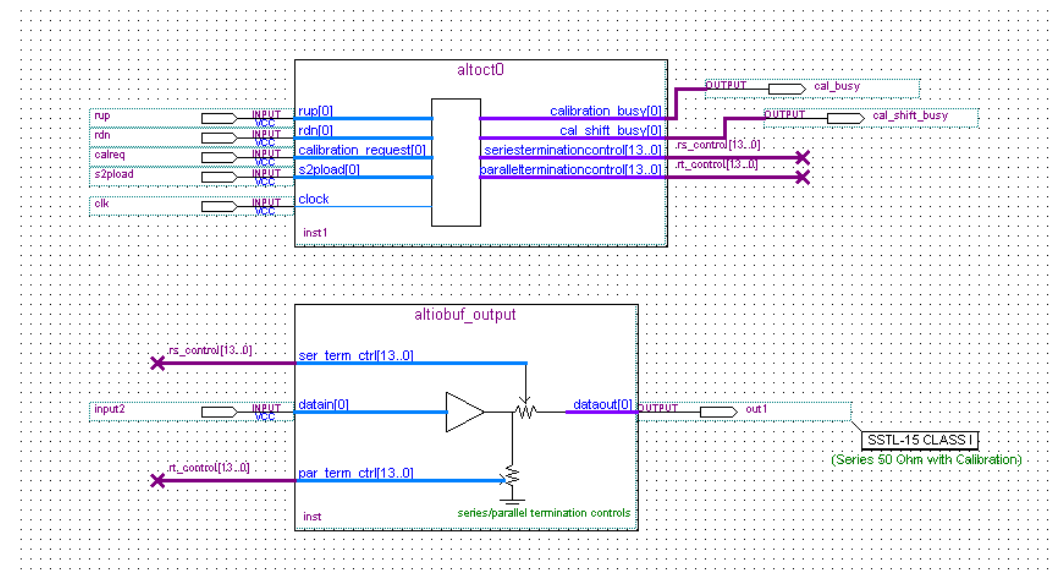 altoct0
OUTPUT cal_busy
rup INPUT VCC rup[0] calibration_busy[0] OUTPUT cal_shift_busy
rdn INPUT VCC rdn[0] cal_shift_busy[0]
calreq INPUT VCC calibration_request[0] seriesterminationcontrol[13..0] .rs_control[13..0]
s2pload INPUT VCC s2pload[0] parallelterminationcontrol[13..0] .rt_control[13..0]
clk INPUT VCC clock
inst1
altiobuf_output
.rs_control[13..0] ser_term_ctrl[13..0]
input2 INPUT VCC datain[0] dataout[0] OUTPUT out1
SSTL-15 CLASS I
(Series 50 Ohm with Calibration)
.rt_control[13..0] par_term_ctrl[13..0]
inst series/parallel termination controls